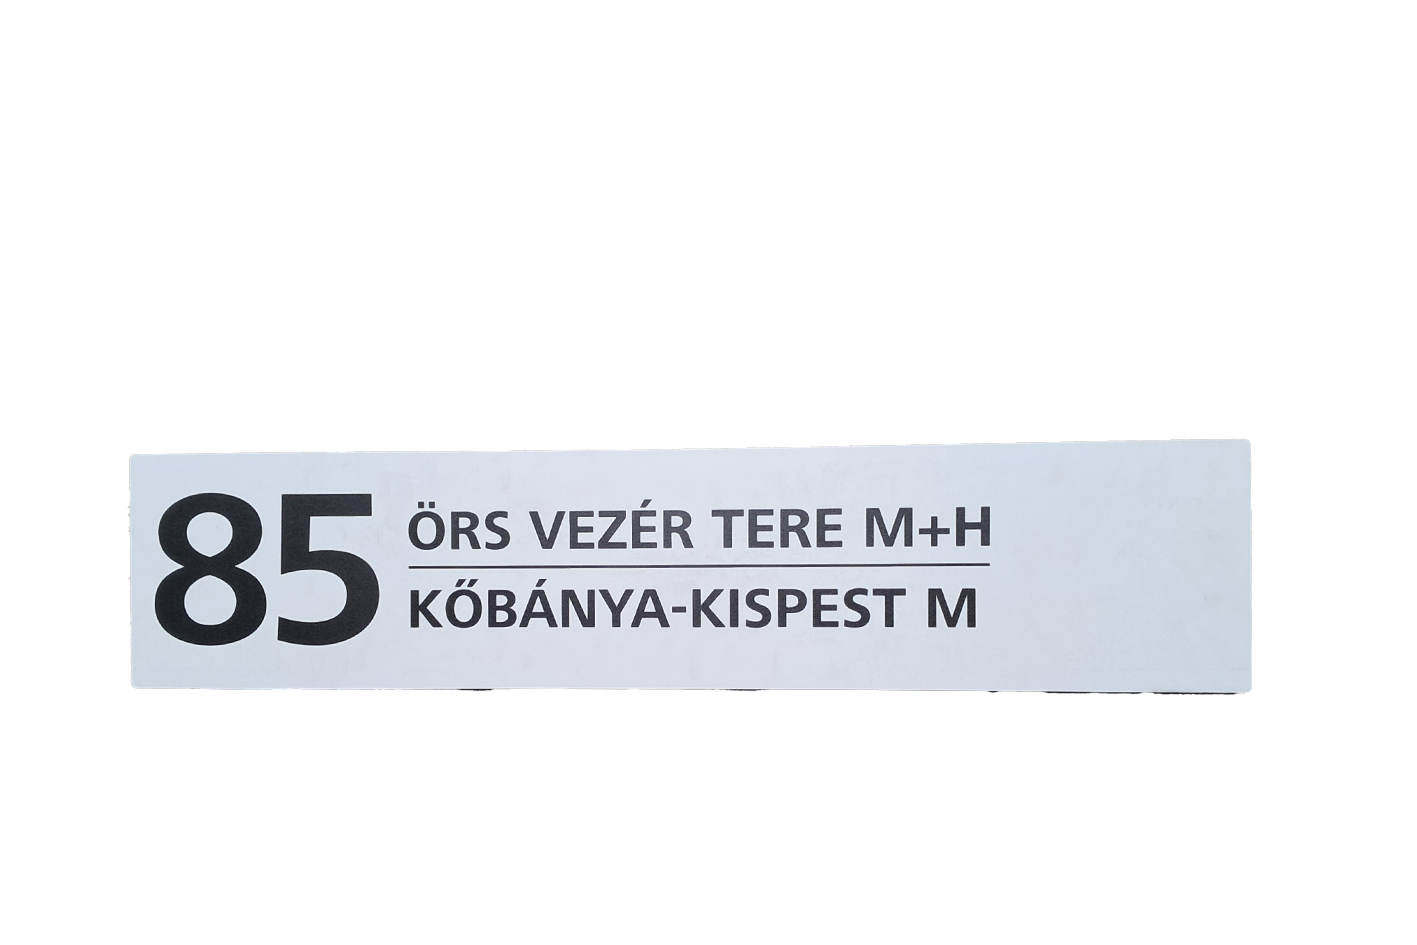 85
ÖRS VEZÉR TERE M+H
KŐBÁNYA-KISPEST M